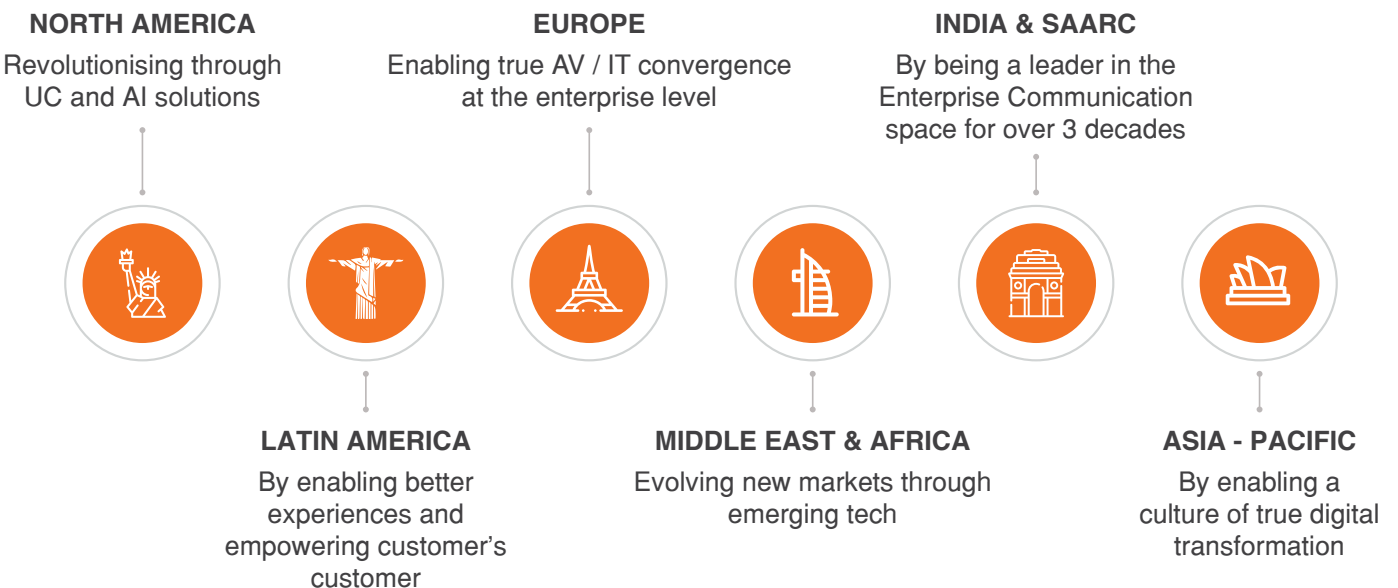 NORTH AMERICA
Revolutionising through
UC and AI solutions
EUROPE
Enabling true AV / IT convergence
at the enterprise level
INDIA & SAARC
By being a leader in the
Enterprise Communication
space for over 3 decades
LATIN AMERICA
By enabling better
experiences and
empowering customer’s
customer
MIDDLE EAST & AFRICA
Evolving new markets through
emerging tech
ASIA - PACIFIC
By enabling a
culture of true digital
transformation